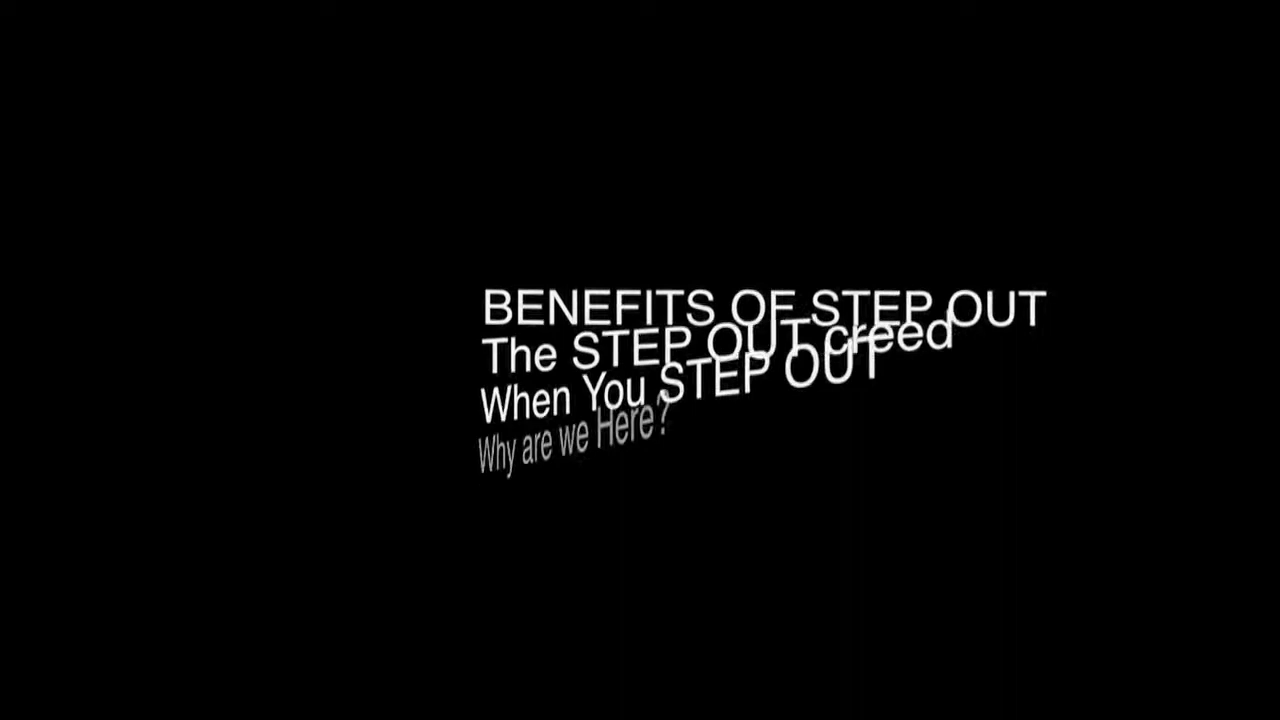 BENEFITS OF STEP OUT
The STEP OUT creed
When You STEP OUT
Why are we Here?